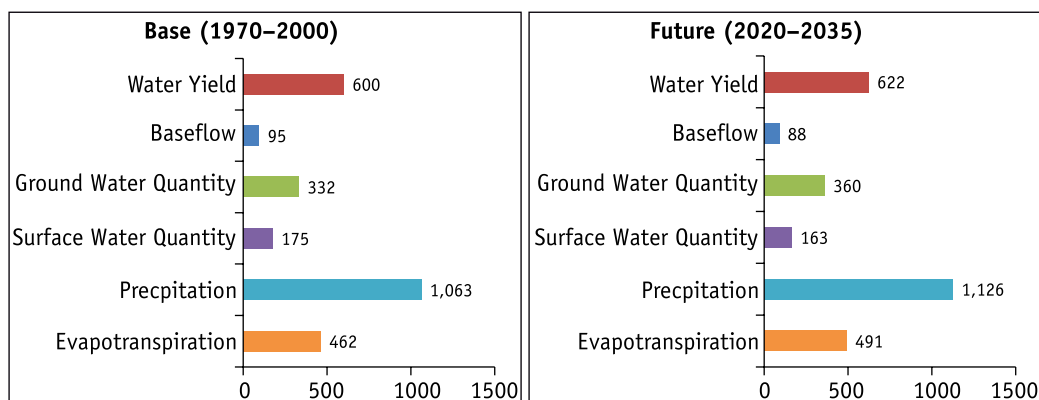 Base (1970–2000)
Water Yield 600
Baseflow 95
Ground Water Quantity 332
Surface Water Quantity 175
Precpitation 1,063
Evapotranspiration 462
0 500 1000 1500
Future (2020–2035)
Water Yield 622
Baseflow 88
Ground Water Quantity 360
Surface Water Quantity 163
Precpitation 1,126
Evapotranspiration 491
0 500 1000 1500